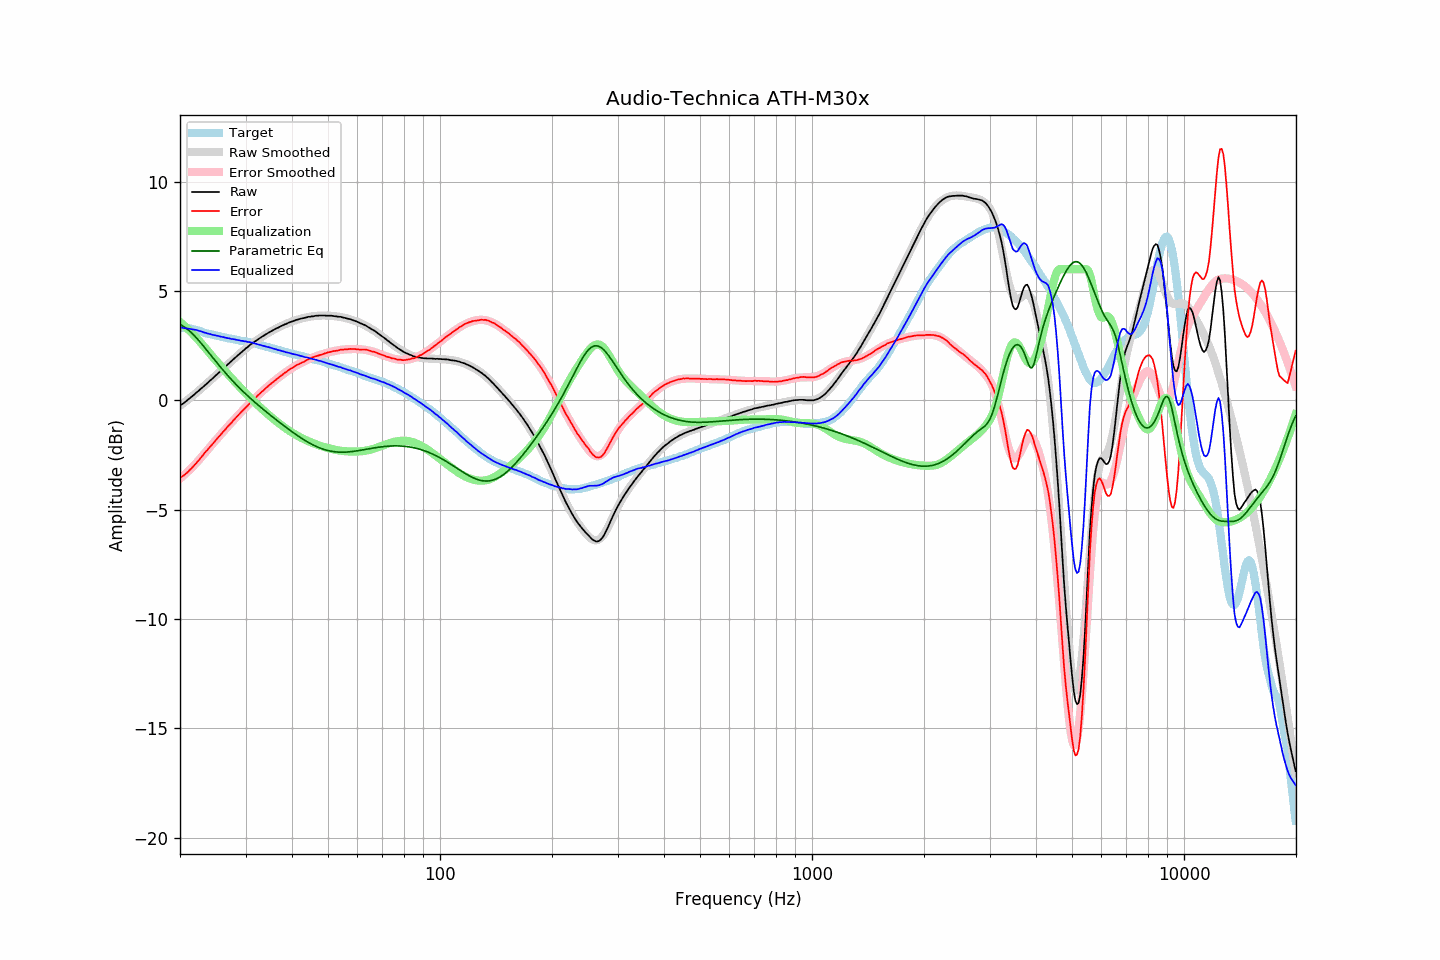 Audio-Technica ATH-M30x
Target
Raw Smoothed
Error Smoothed
Raw
Error
Equalization
Parametric Eq
Equalized
10
5
0
−5
−10
−15
−20
Amplitude (dBr)
100
1000
10000
Frequency (Hz)